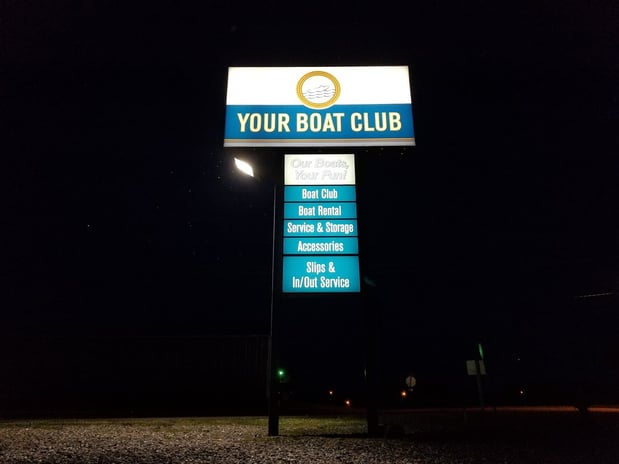 YOUR BOAT CLUB
Our Boats,
Your Fun!
Boat Club
Boat Rental
Service & Storage
Accessories
Slips &
In/Out Service